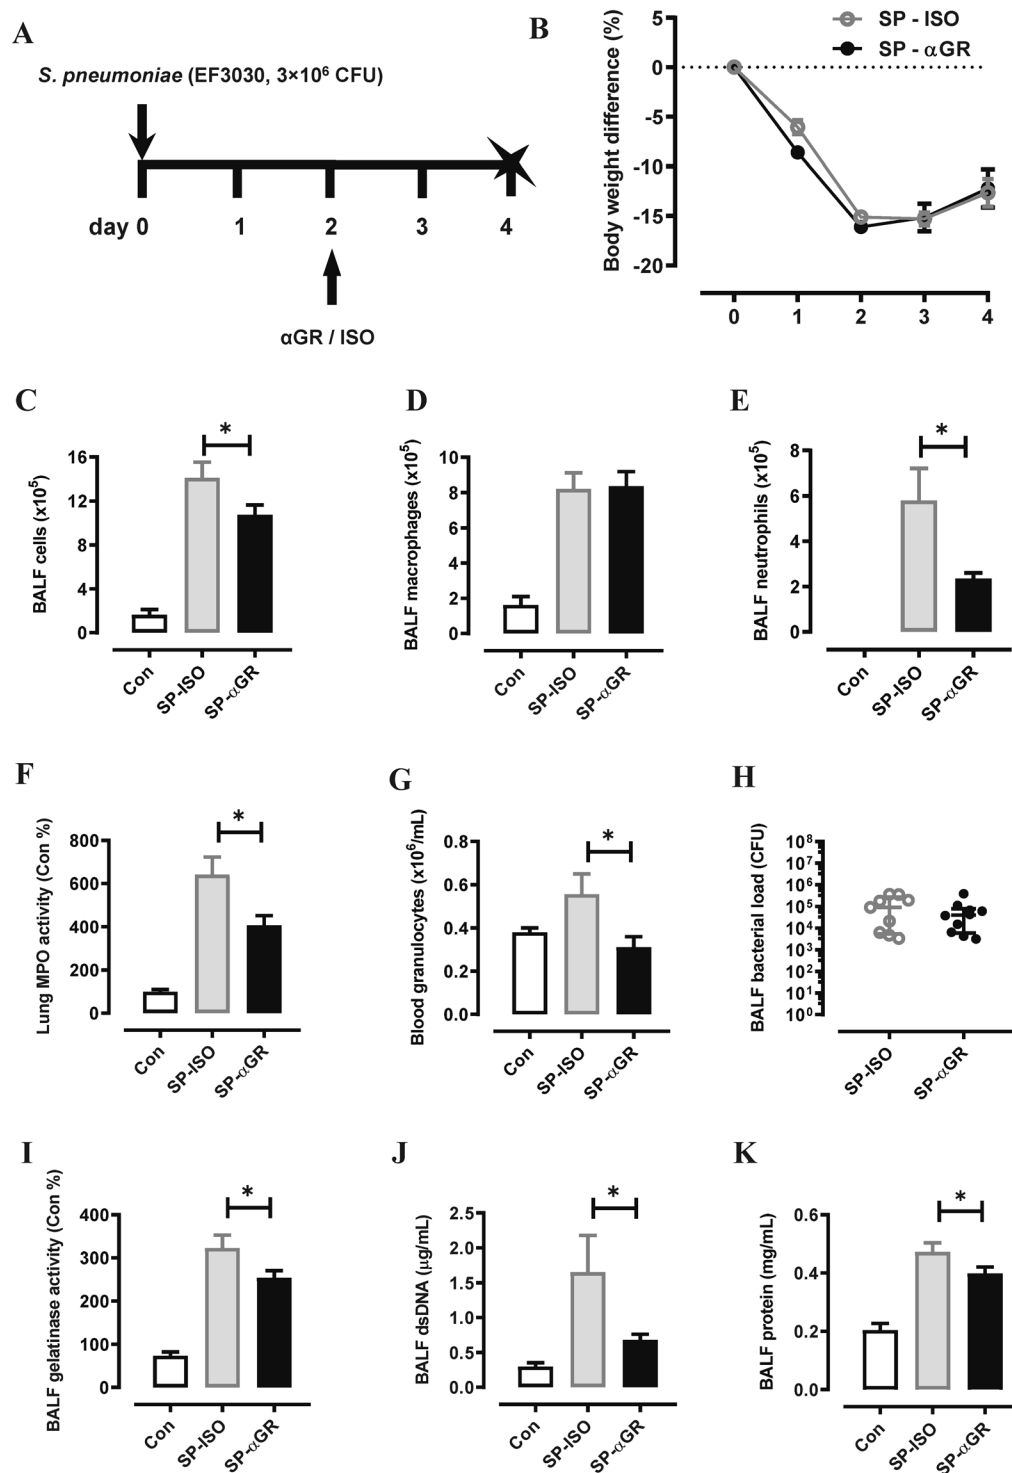 A
S. pneumoniae (EF3030, 3×10⁶ CFU)
day 0 1 2 3 4
αGR / ISO
B
SP - ISO
SP - αGR
Body weight difference (%)
5
0
-5
-10
-15
-20
0 1 2 3 4
C
BALF cells (x10⁵)
16
12
8
4
0
*
Con SP-ISO SP-αGR
D
BALF macrophages (x10⁵)
10
8
6
4
2
0
Con SP-ISO SP-αGR
E
BALF neutrophils (x10⁵)
8
6
4
2
0
*
Con SP-ISO SP-αGR
F
Lung MPO activity (Con %)
800
600
400
200
0
*
Con SP-ISO SP-αGR
G
Blood granulocytes (x10⁶/mL)
0.8
0.6
0.4
0.2
0.0
*
Con SP-ISO SP-αGR
H
BALF bacterial load (CFU)
10⁸
10⁷
10⁶
10⁵
10⁴
10³
10²
10¹
10⁰
SP-ISO SP-αGR
I
BALF gelatinase activity (Con %)
400
300
200
100
0
*
Con SP-ISO SP-αGR
J
BALF dsDNA (μg/mL)
2.5
2.0
1.5
1.0
0.5
0.0
*
Con SP-ISO SP-αGR
K
BALF protein (mg/mL)
0.6
0.4
0.2
0.0
*
Con SP-ISO SP-αGR